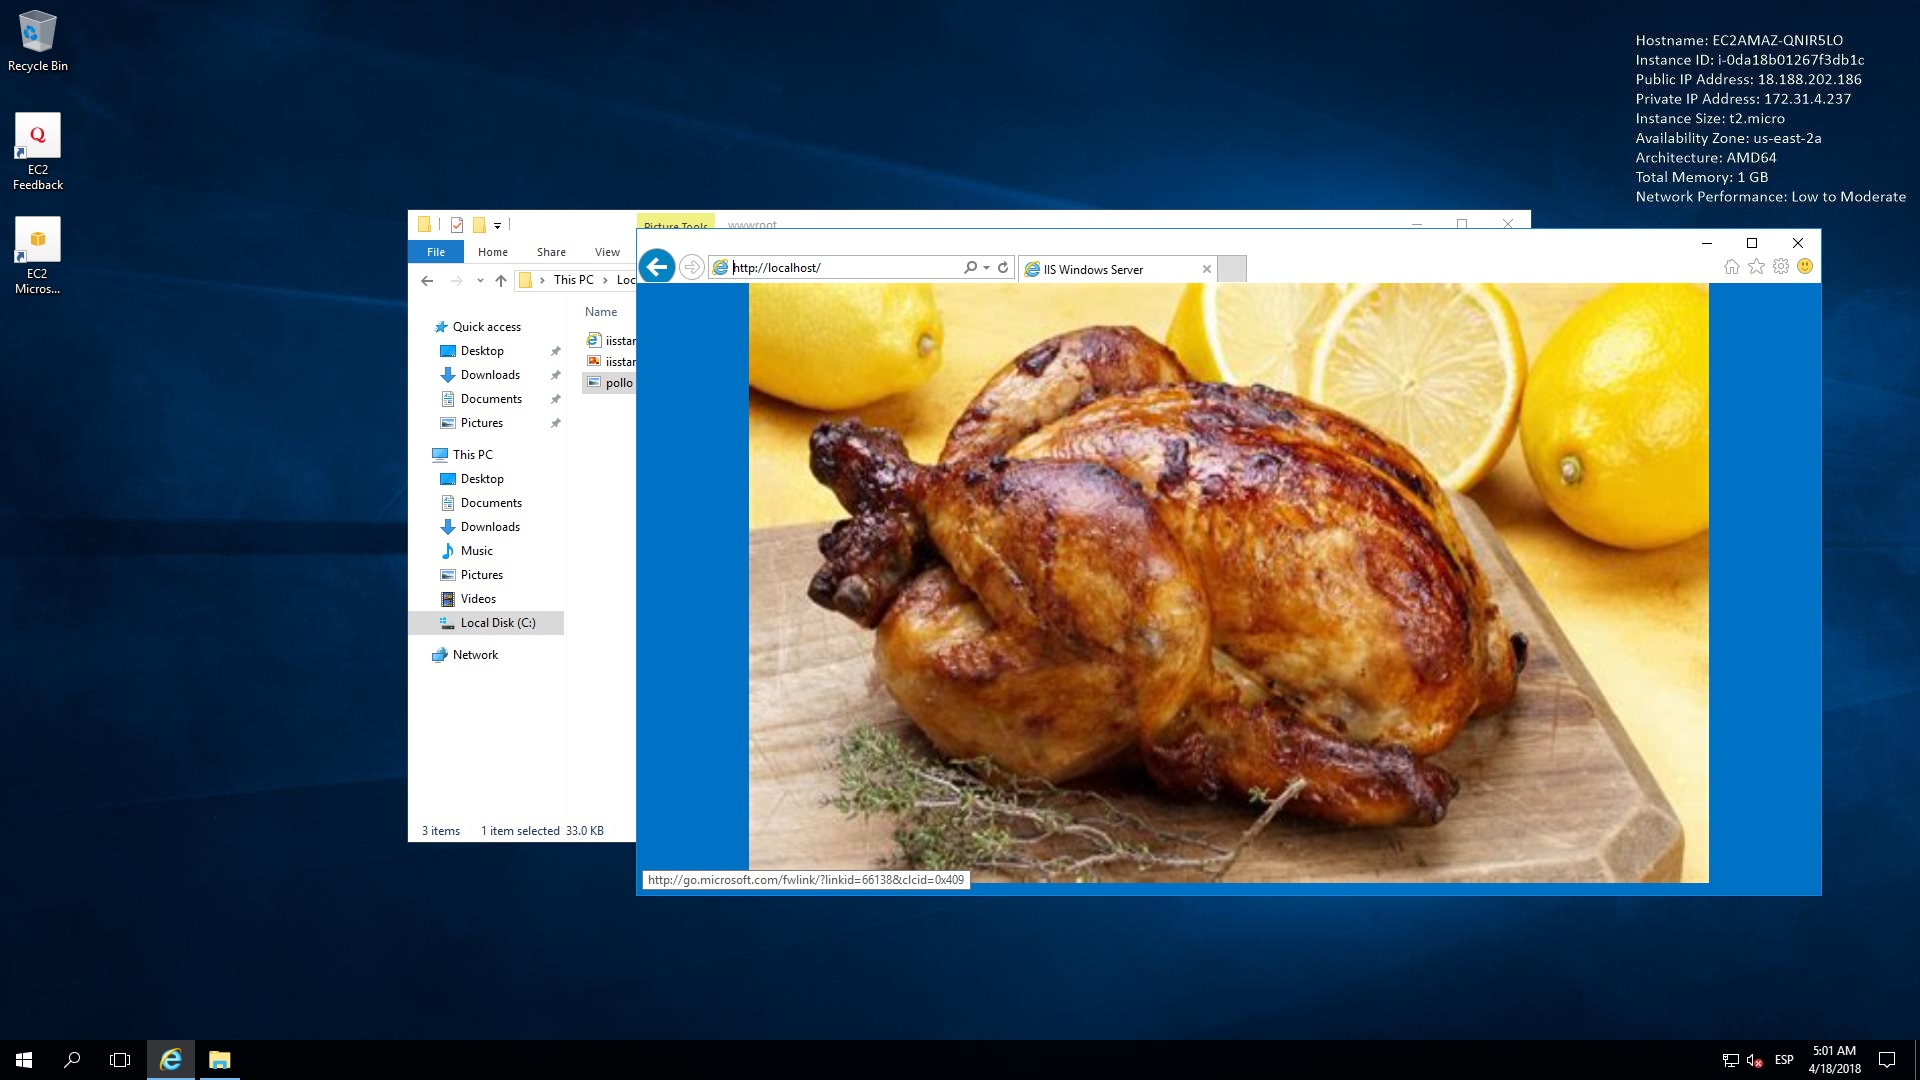 Recycle Bin
EC2
Feedback
EC2
Micros...
Hostname: EC2AMAZ-QNIR5LO
Instance ID: i-0da18b01267f3db1c
Public IP Address: 18.188.202.186
Private IP Address: 172.31.4.237
Instance Size: t2.micro
Availability Zone: us-east-2a
Architecture: AMD64
Total Memory: 1 GB
Network Performance: Low to Moderate
Picture Tools wwwroot
File Home Share View
This PC Loc
Name
iisstar
iisstar
pollo
Quick access
Desktop
Downloads
Documents
Pictures
This PC
Desktop
Documents
Downloads
Music
Pictures
Videos
Local Disk (C:)
Network
3 items 1 item selected 33.0 KB
http://localhost/
IIS Windows Server
http://go.microsoft.com/fwlink/?linkid=66138&clcid=0x409
ESP
5:01 AM
4/18/2018